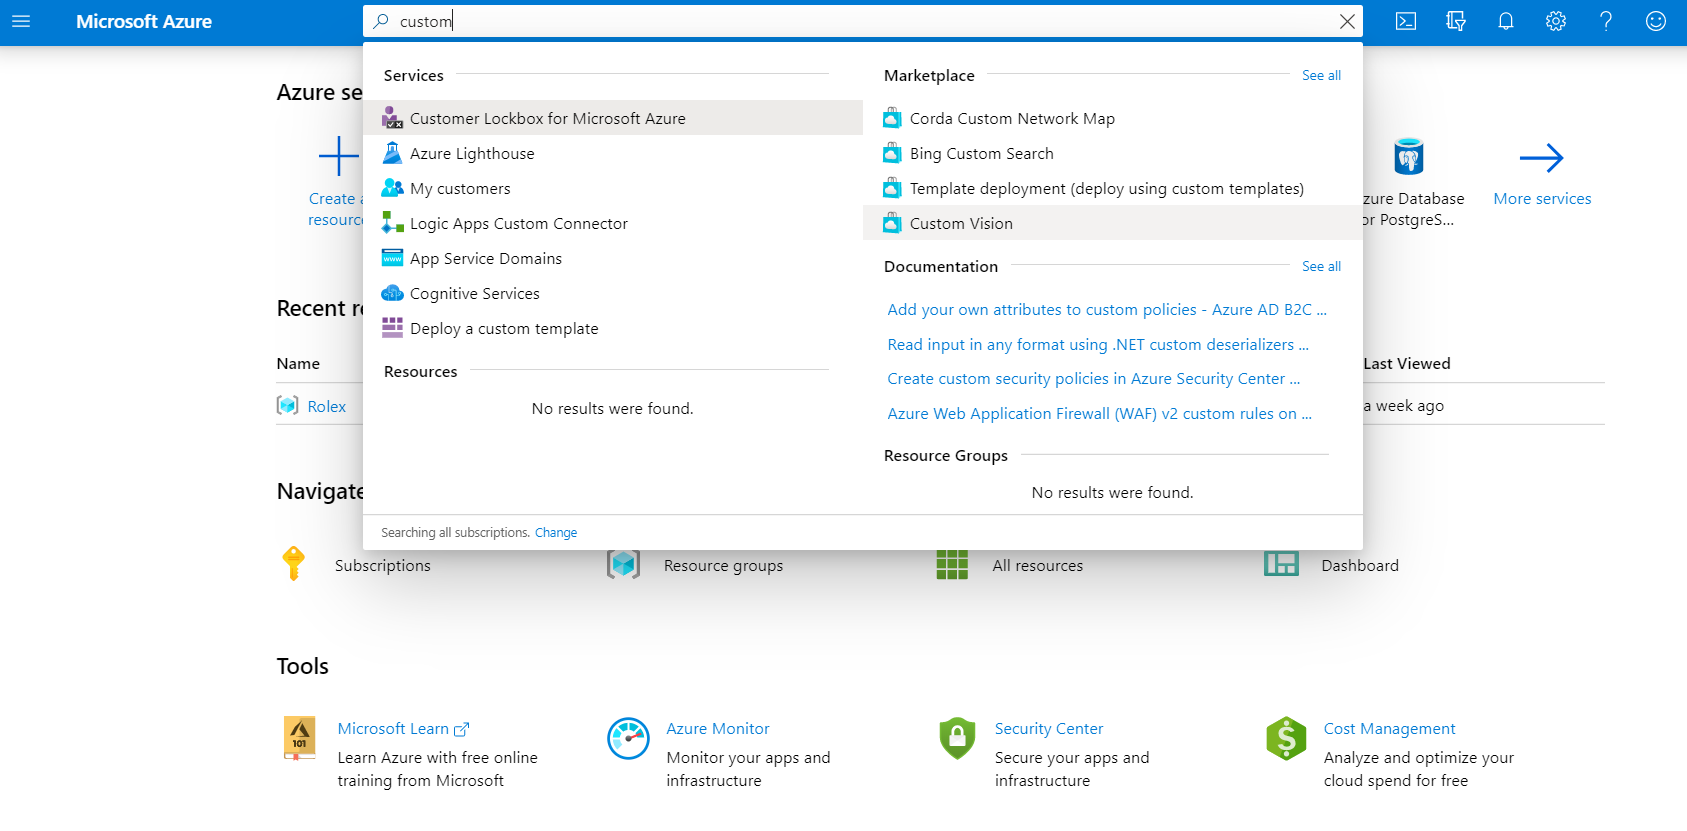 Microsoft Azure
custom
Services
Customer Lockbox for Microsoft Azure
Azure Lighthouse
My customers
Logic Apps Custom Connector
App Service Domains
Cognitive Services
Deploy a custom template
Resources
No results were found.
Searching all subscriptions. Change
Marketplace
See all
Corda Custom Network Map
Bing Custom Search
Template deployment (deploy using custom templates)
Custom Vision
Documentation
See all
Add your own attributes to custom policies - Azure AD B2C ...
Read input in any format using .NET custom deserializers ...
Create custom security policies in Azure Security Center ...
Azure Web Application Firewall (WAF) v2 custom rules on ...
Resource Groups
No results were found.
Azure se
Create a
resourc
zure Database
or PostgreS...
More services
Recent r
Name
Last Viewed
Rolex
a week ago
Navigate
Subscriptions
Resource groups
All resources
Dashboard
Tools
101
Microsoft Learn
Learn Azure with free online
training from Microsoft
Azure Monitor
Monitor your apps and
infrastructure
Security Center
Secure your apps and
infrastructure
Cost Management
Analyze and optimize your
cloud spend for free